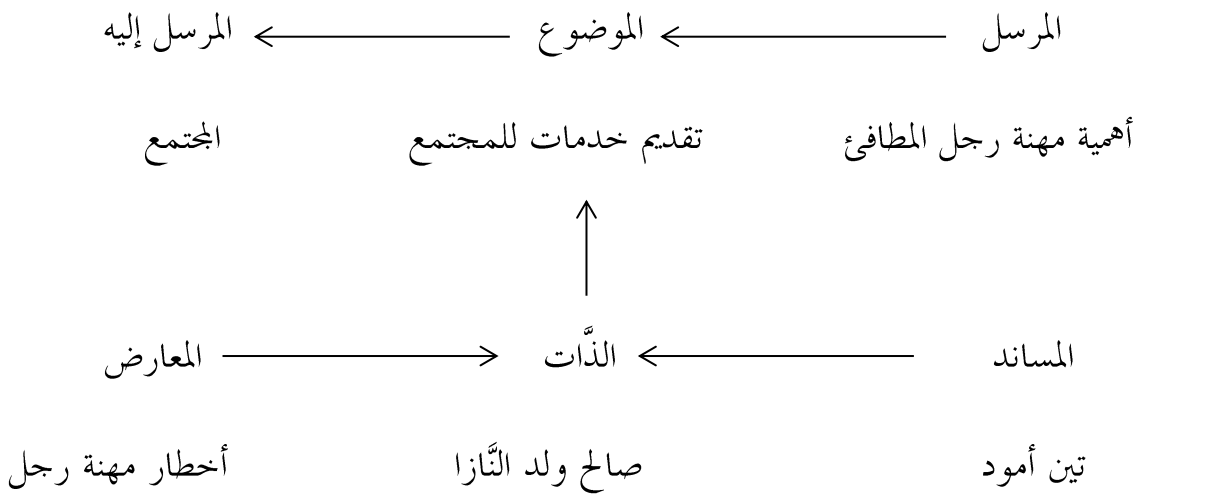 المرسل الموضوع المرسل إليه
أهمية مهنة رجل المطافئ تقديم خدمات للمجتمع المجتمع
المساند الذَّات المعارض
تين أمود صالح ولد النَّازا أخطار مهنة رجل